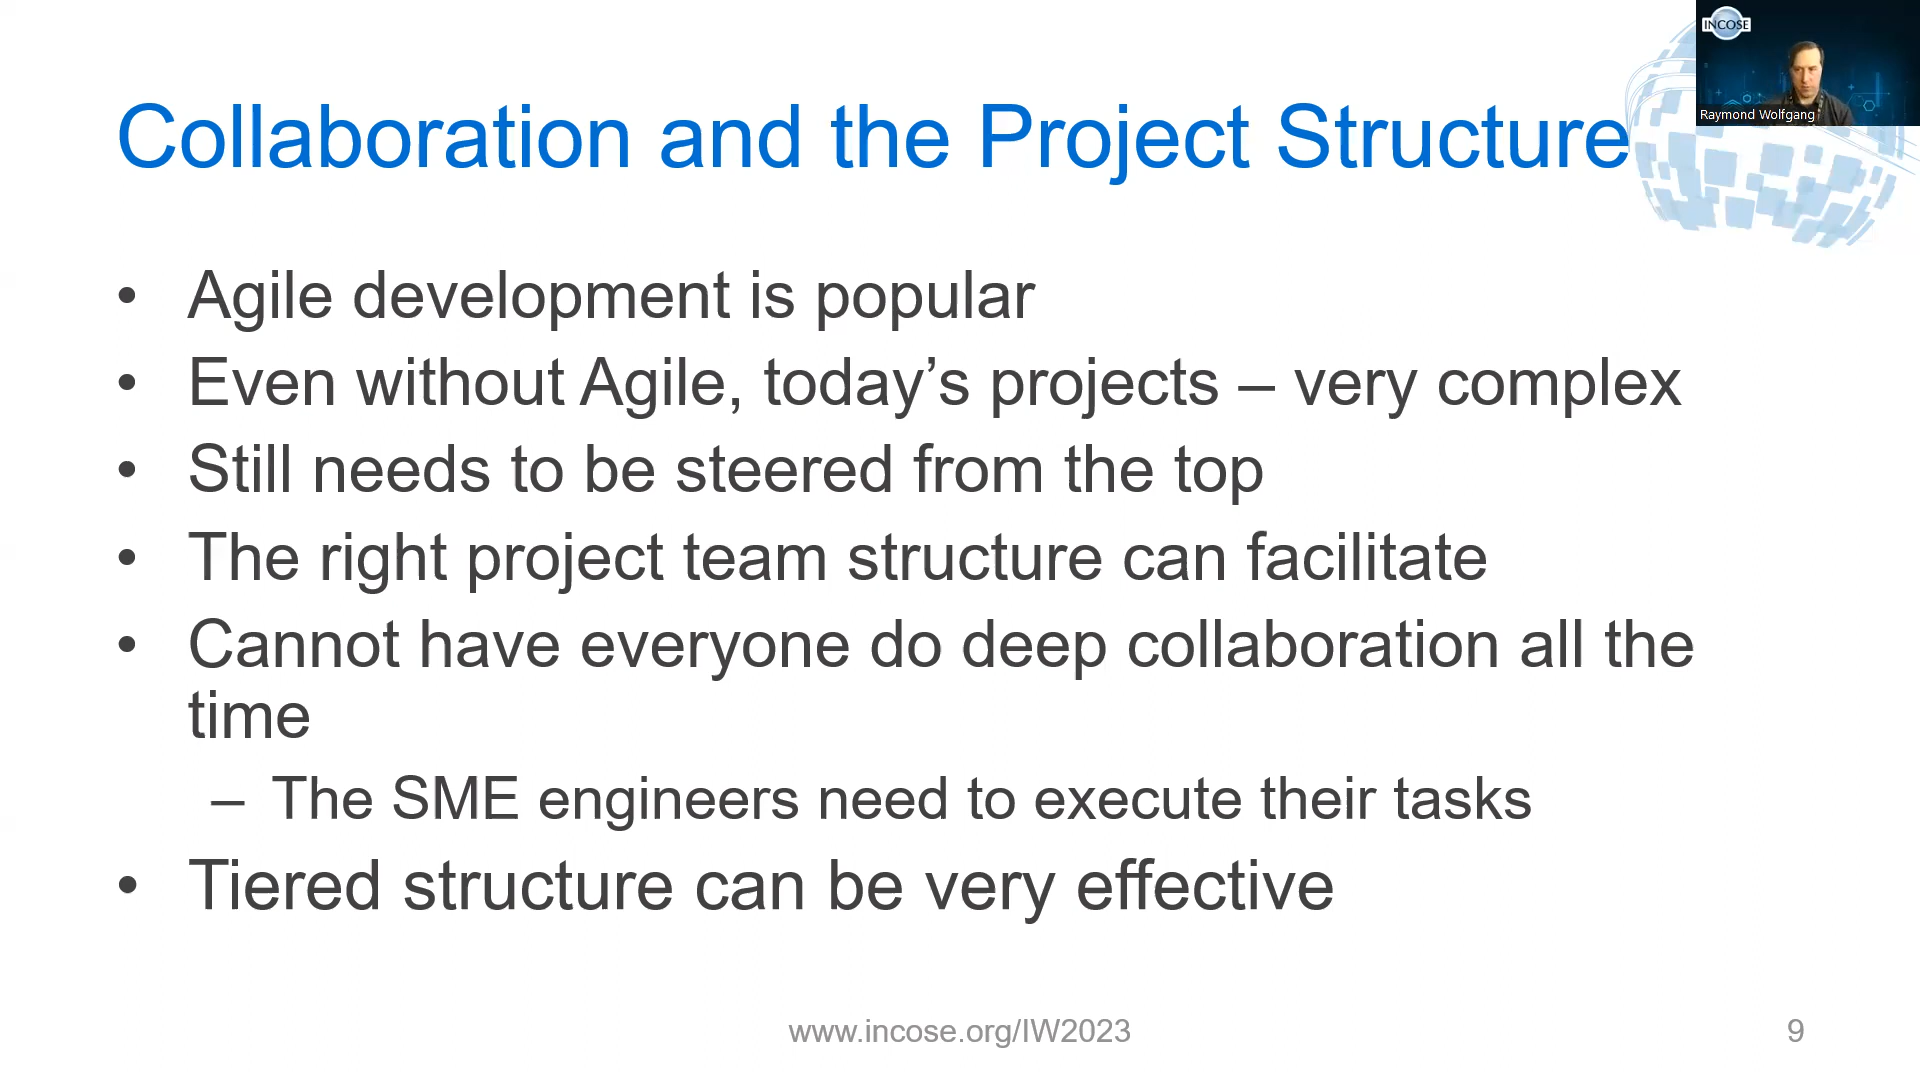 INCOSE
Raymond Wolfgang
Collaboration and the Project Structure
• Agile development is popular
• Even without Agile, today’s projects – very complex
• Still needs to be steered from the top
• The right project team structure can facilitate
• Cannot have everyone do deep collaboration all the
time
– The SME engineers need to execute their tasks
• Tiered structure can be very effective
www.incose.org/IW2023
9